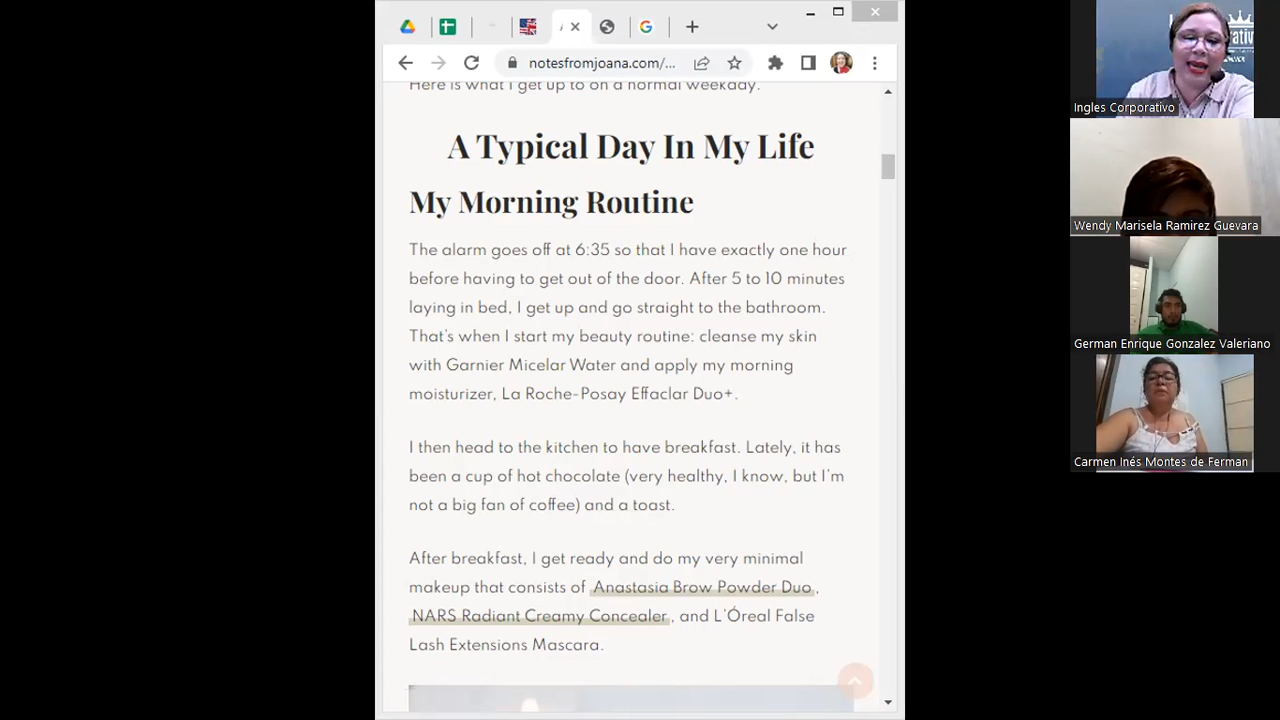 notesfromjoana.com/...
Here is what I get up to on a normal weekday.
A Typical Day In My Life
My Morning Routine
The alarm goes off at 6:35 so that I have exactly one hour
before having to get out of the door. After 5 to 10 minutes
laying in bed, I get up and go straight to the bathroom.
That's when I start my beauty routine: cleanse my skin
with Garnier Micelar Water and apply my morning
moisturizer, La Roche-Posay Effaclar Duo+.
I then head to the kitchen to have breakfast. Lately, it has
been a cup of hot chocolate (very healthy, I know, but I'm
not a big fan of coffee) and a toast.
After breakfast, I get ready and do my very minimal
makeup that consists of Anastasia Brow Powder Duo,
NARS Radiant Creamy Concealer, and L'Óreal False
Lash Extensions Mascara.
Ingles Corporativo
Wendy Marisela Ramirez Guevara
German Enrique Gonzalez Valeriano
Carmen Inés Montes de Ferman